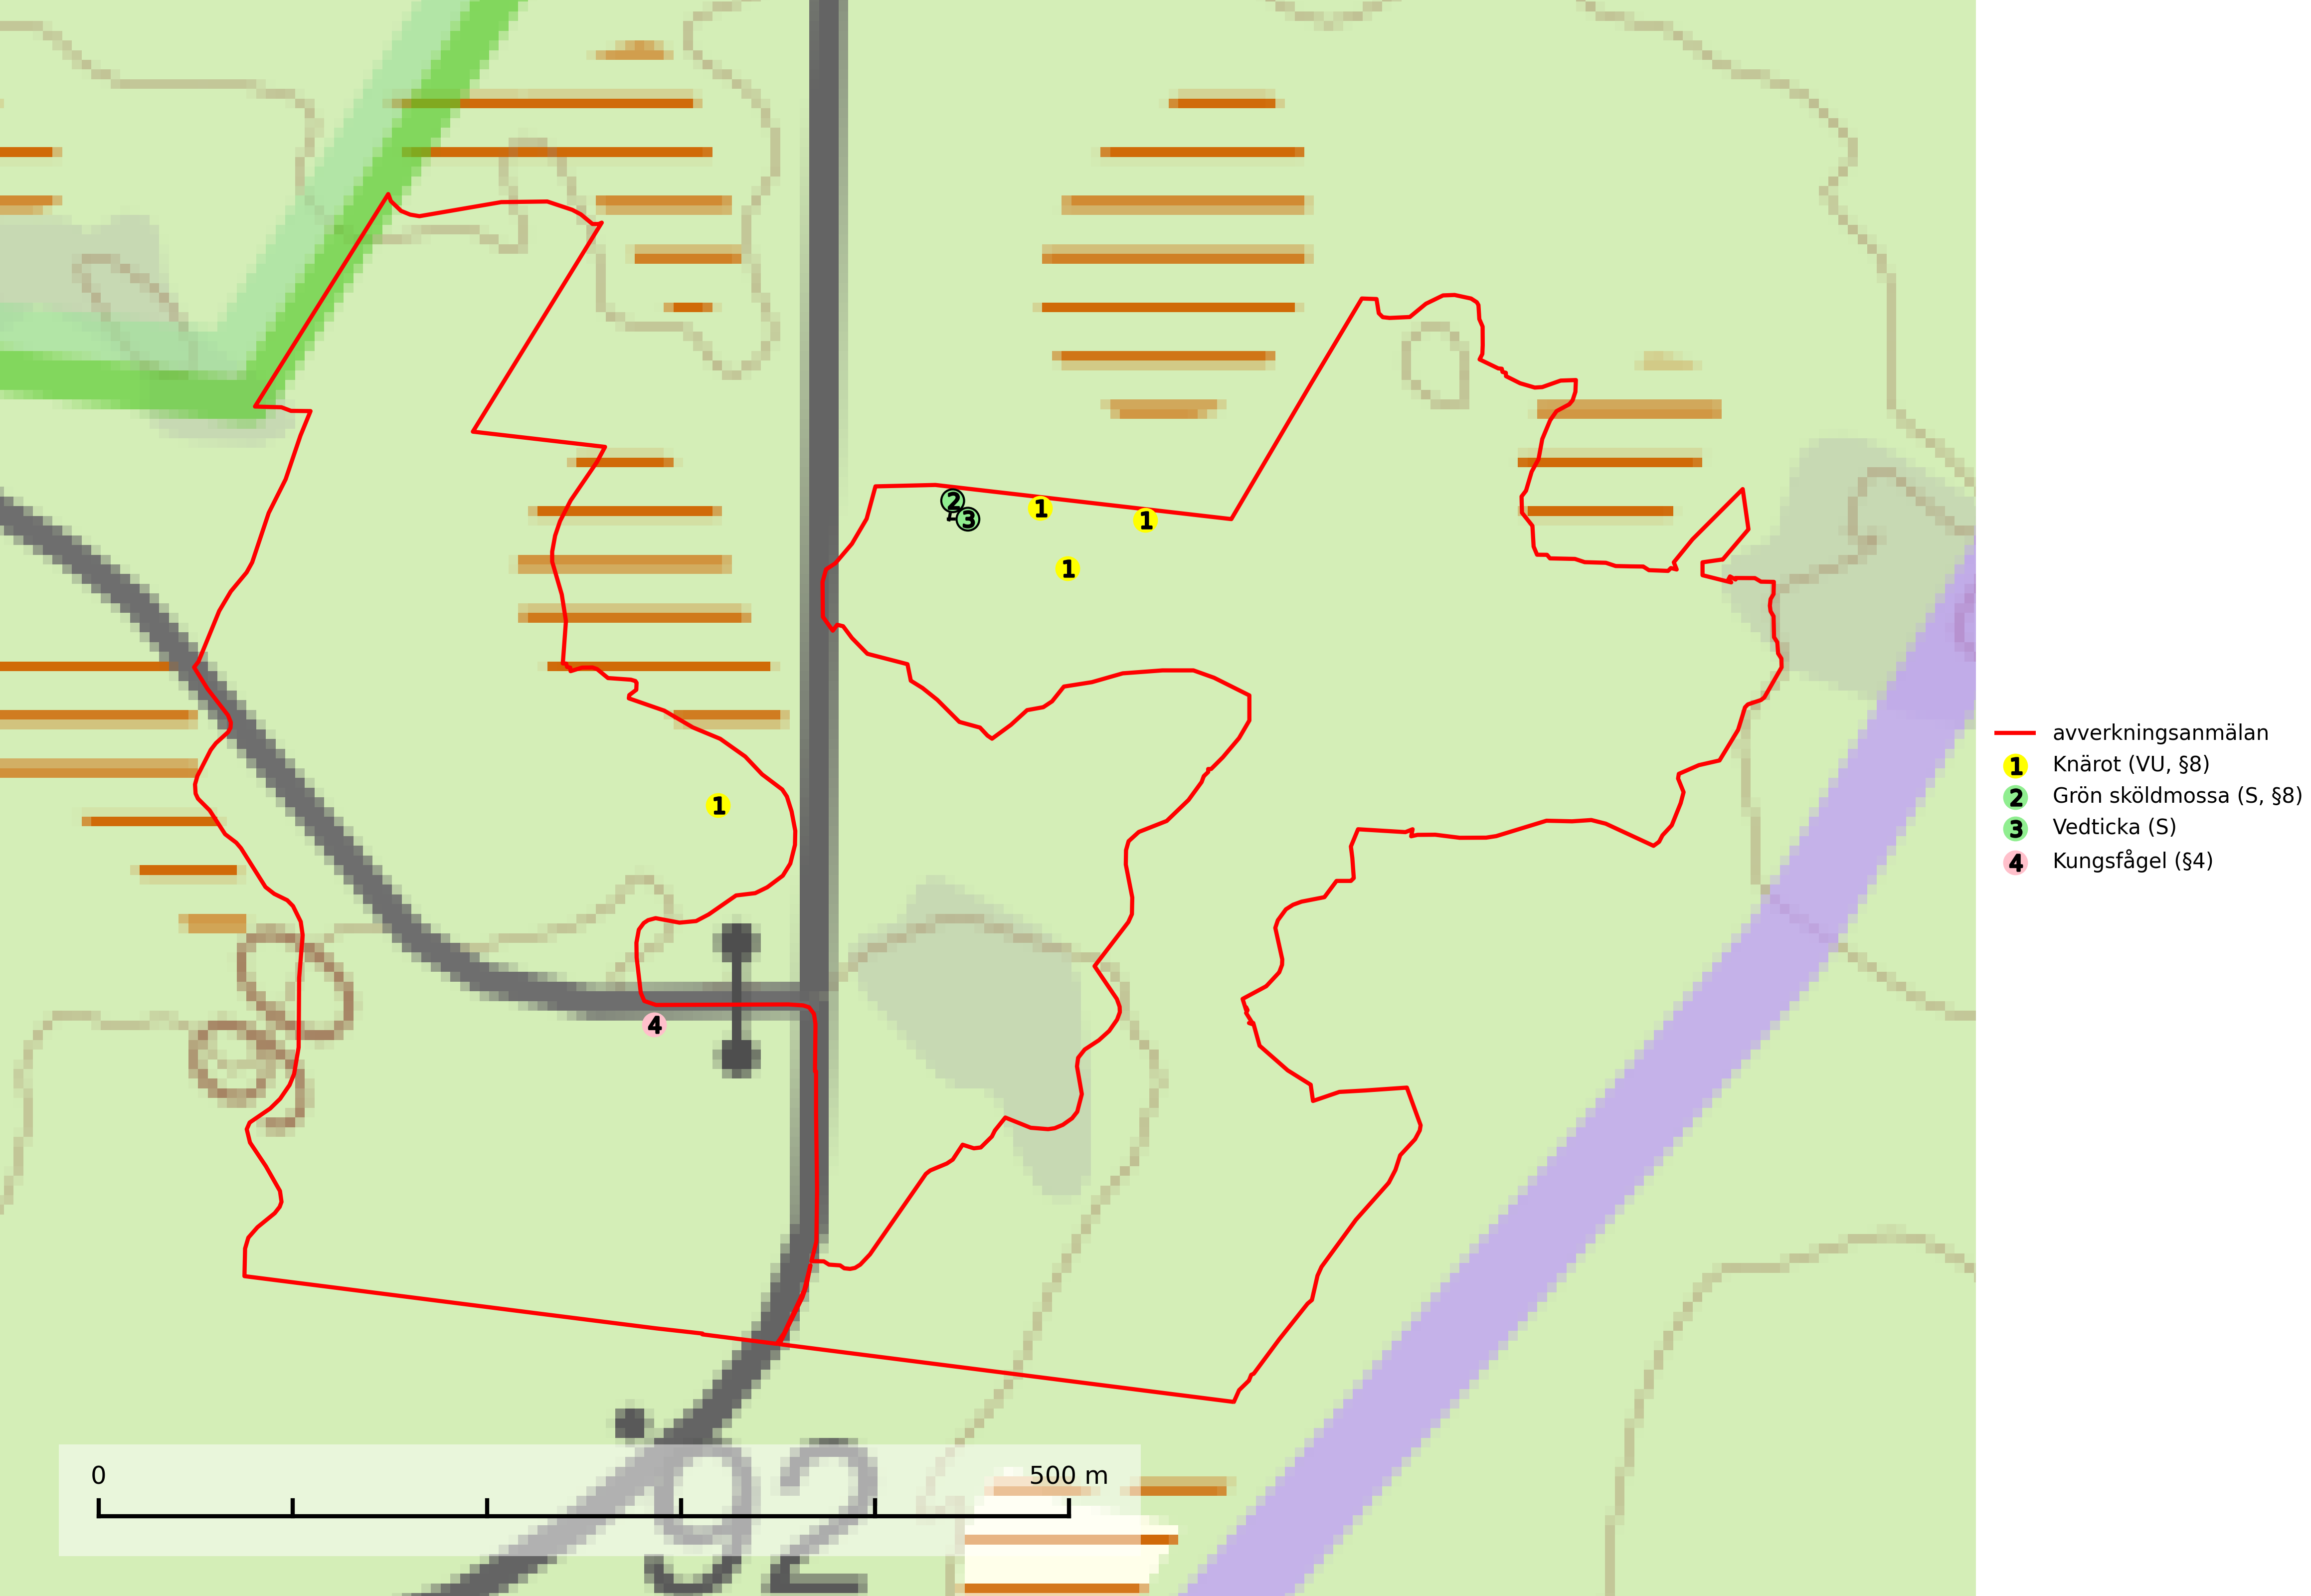 2
3
1
1
1
1
4
avverkningsanmälan
1 Knärot (VU, §8)
2 Grön sköldmossa (S, §8)
3 Vedticka (S)
4 Kungsfågel (§4)
0 500 m
92